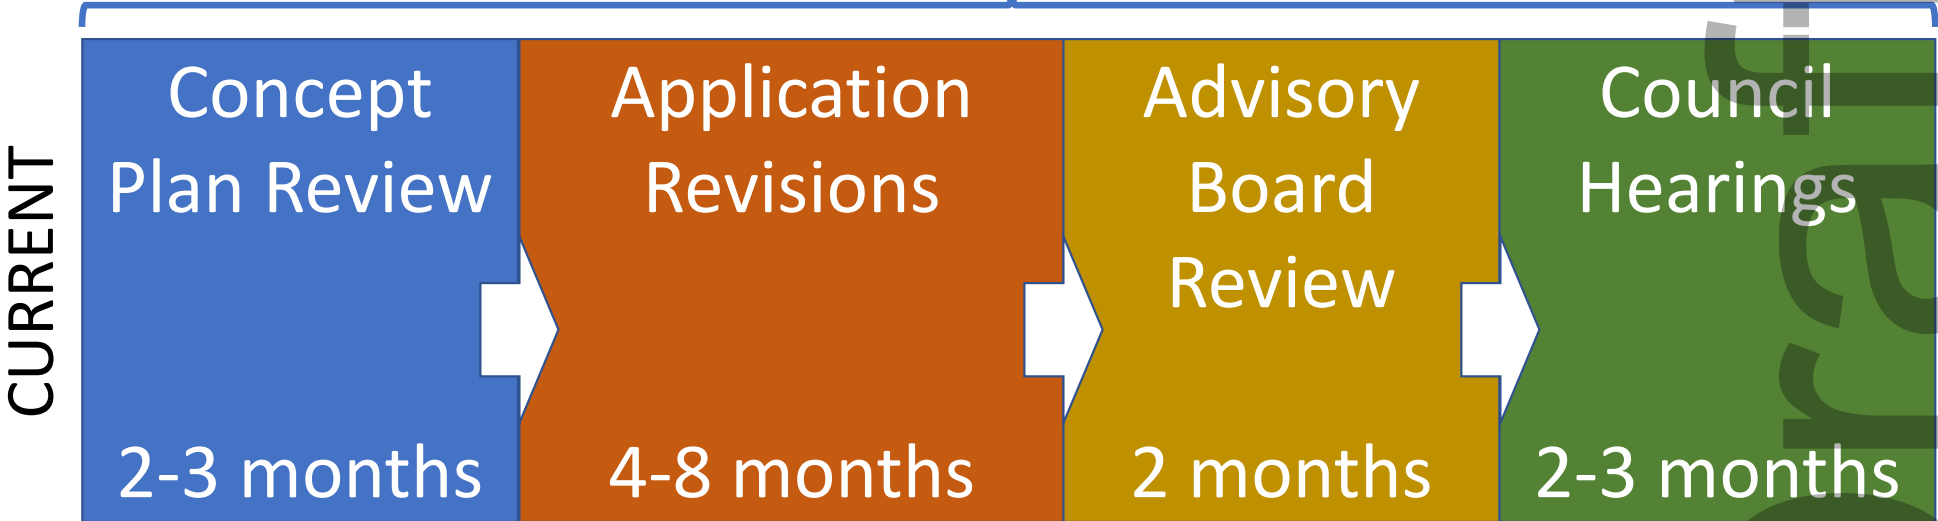 CURRENT
Concept
Plan Review
2-3 months
Application
Revisions
4-8 months
Advisory
Board
Review
2 months
Council
Hearings
2-3 months